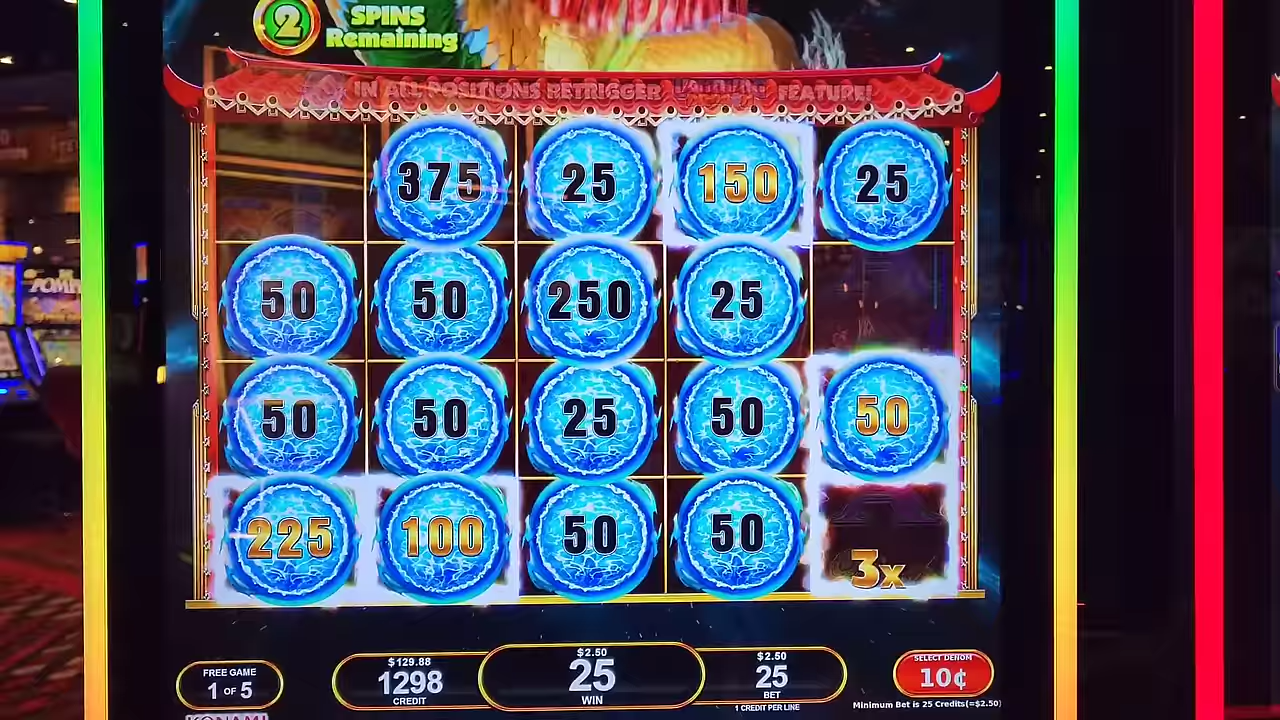 2 SPINS
Remaining
IN ALL POSITIONS RETRIGGER FEATURE!
375 25 150 25
50 50 250 25
50 50 25 50 50
225 100 50 50 3x
FREE GAME
1 OF 5
$129.88
1298
CREDIT
$2.50
25
WIN
$2.50
25
BET
1 CREDIT PER LINE
SELECT DENOM
10¢
Minimum Bet is 25 Credits(=$2.50)
KONAMI